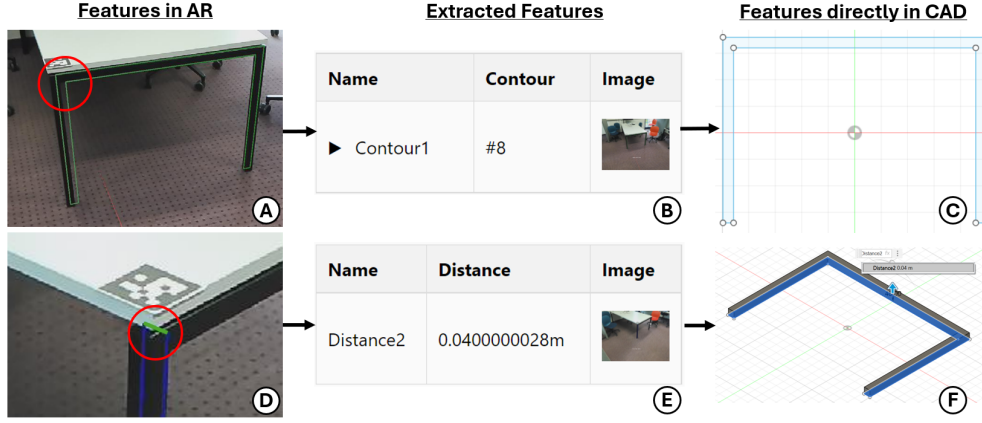 Features in AR
Extracted Features
Features directly in CAD
Name Contour Image
▶ Contour1 #8
A
B
C
Name Distance Image
Distance2 0.0400000028m
Distance2
Distance2 0.04 m
D
E
F